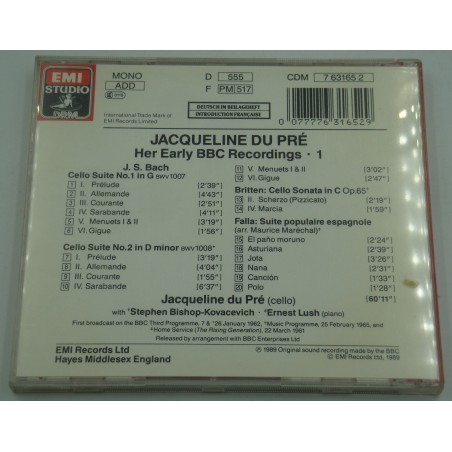 EMI
STUDIO
MONO
ADD
D 555
F PM 517
CDM 7 63165 2
International Trade Mark of
EMI Records Limited
DEUTSCH IM BEILAGEHEFT
INTRODUCTION FRANÇAISE
0 077776 316529
JACQUELINE DU PRÉ
Her Early BBC Recordings · 1
J. S. Bach
Cello Suite No.1 in G BWV1007
1 I. Prélude (2'39")
2 II. Allemande (4'43")
3 III. Courante (2'51")
4 IV. Sarabande (4'11")
5 V. Menuets I & II (3'19")
6 VI. Gigue (1'56")
Cello Suite No.2 in D minor BWV1008*
7 I. Prélude (3'19")
8 II. Allemande (4'04")
9 III. Courante (1'55")
10 IV. Sarabande (6'37")
11 V. Menuets I & II (3'02")
12 VI. Gigue (2'47")
Britten: Cello Sonata in C Op.65
13 II. Scherzo (Pizzicato) (2'19")
14 IV. Marcia (1'59")
Falla: Suite populaire espagnole
(arr. Maurice Maréchal)
15 El paño moruno (2'24")
16 Asturiana (2'39")
17 Jota (3'26")
18 Nana (2'31")
19 Canción (1'33")
20 Polo (1'28")
Jacqueline du Pré (cello) (60'11")
with Stephen Bishop-Kovacevich · Ernest Lush (piano)
First broadcast on the BBC Third Programme, 7 & *26 January 1962, Music Programme, 25 February 1965, and
Home Service (The Rising Generation), 22 March 1961
Released by arrangement with BBC Enterprises Ltd
EMI Records Ltd
Hayes Middlesex England
℗ 1989 Original sound recording made by the BBC
© EMI Records Ltd, 1989